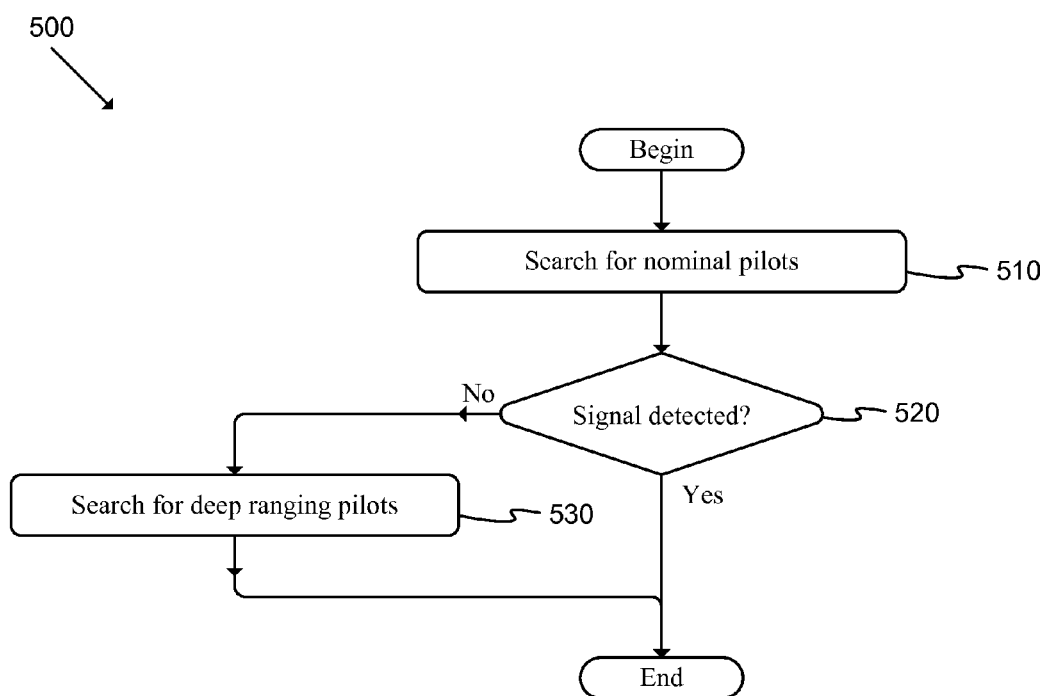 500
Begin
Search for nominal pilots
510
No
Signal detected?
520
Yes
Search for deep ranging pilots
530
End